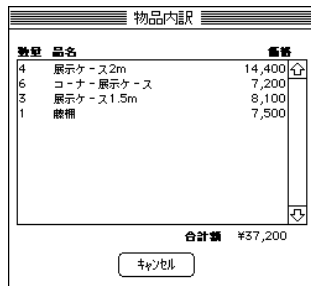 物品内訳
数量 品名 価格
4 展示ケース2m 14,400
6 コーナー展示ケース 7,200
3 展示ケース1.5m 8,100
1 藤棚 7,500
合計額 ¥37,200
キャンセル